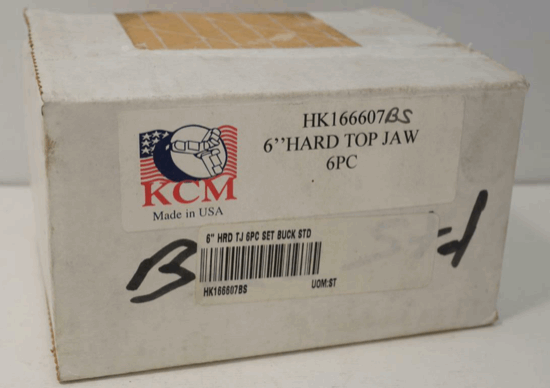 HK166607BS
6’’HARD TOP JAW
6PC
KCM
Made in USA
6" HRD TJ 6PC SET BUCK STD
HK166607BS UOM:ST